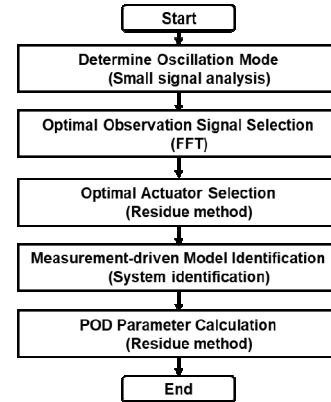 Start
Determine Oscillation Mode
(Small signal analysis)
Optimal Observation Signal Selection
(FFT)
Optimal Actuator Selection
(Residue method)
Measurement-driven Model Identification
(System identification)
POD Parameter Calculation
(Residue method)
End